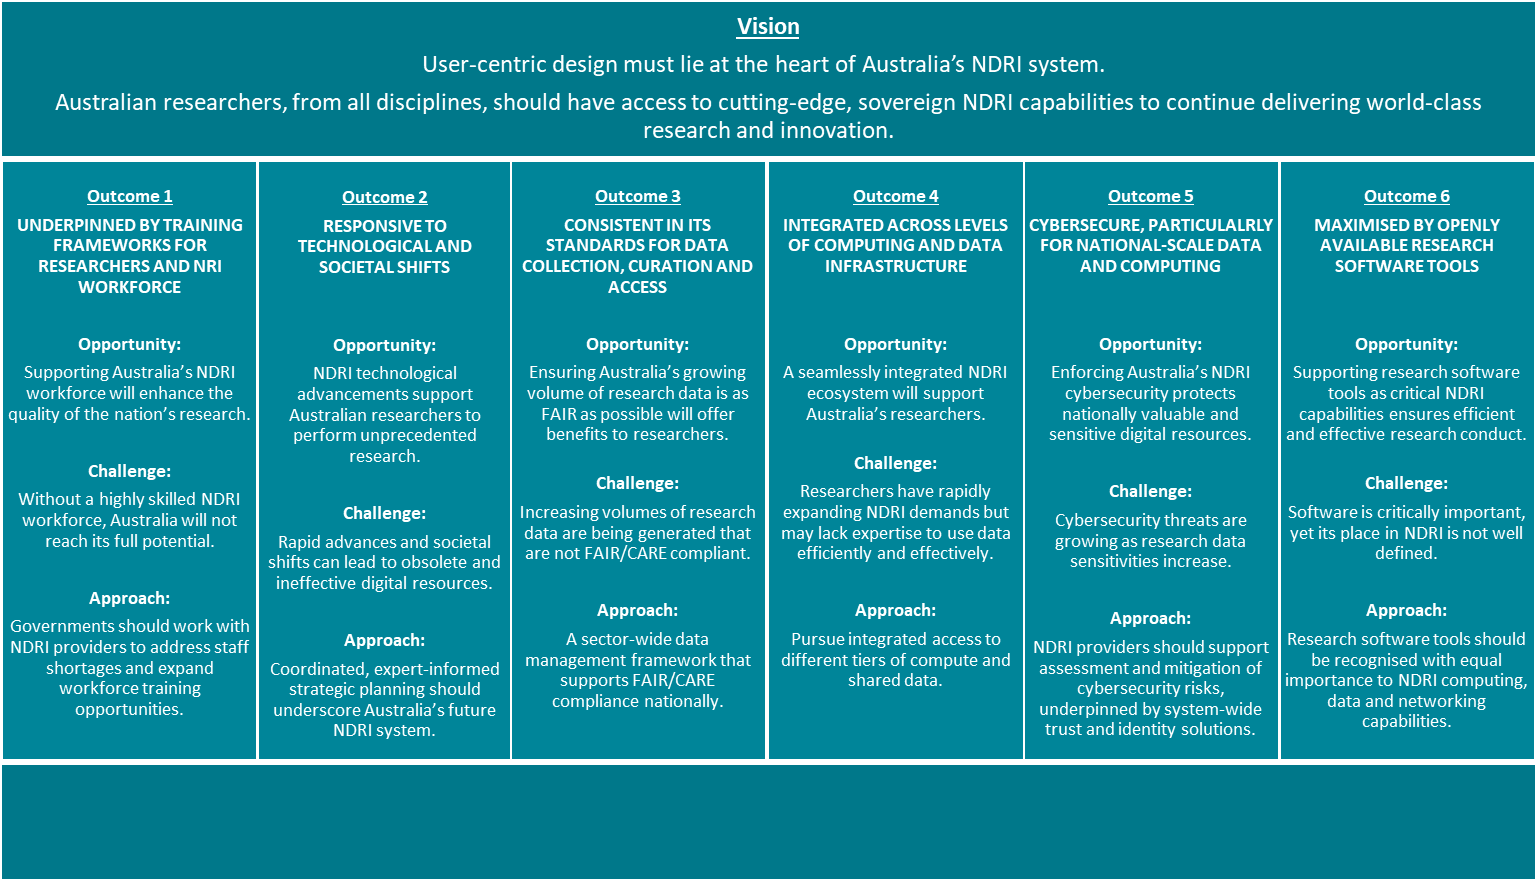 Vision
User-centric design must lie at the heart of Australia’s NDRI system.
Australian researchers, from all disciplines, should have access to cutting-edge, sovereign NDRI capabilities to continue delivering world-class
research and innovation.
Outcome 1
UNDERPINNED BY TRAINING
FRAMEWORKS FOR
RESEARCHERS AND NRI
WORKFORCE
Opportunity:
Supporting Australia’s NDRI
workforce will enhance the
quality of the nation’s research.
Challenge:
Without a highly skilled NDRI
workforce, Australia will not
reach its full potential.
Approach:
Governments should work with
NDRI providers to address staff
shortages and expand
workforce training
opportunities.
Outcome 2
RESPONSIVE TO
TECHNOLOGICAL AND
SOCIETAL SHIFTS
Opportunity:
NDRI technological
advancements support
Australian researchers to
perform unprecedented
research.
Challenge:
Rapid advances and societal
shifts can lead to obsolete and
ineffective digital resources.
Approach:
Coordinated, expert-informed
strategic planning should
underscore Australia’s future
NDRI system.
Outcome 3
CONSISTENT IN ITS
STANDARDS FOR DATA
COLLECTION, CURATION AND
ACCESS
Opportunity:
Ensuring Australia’s growing
volume of research data is as
FAIR as possible will offer
benefits to researchers.
Challenge:
Increasing volumes of research
data are being generated that
are not FAIR/CARE compliant.
Approach:
A sector-wide data
management framework that
supports FAIR/CARE
compliance nationally.
Outcome 4
INTEGRATED ACROSS LEVELS
OF COMPUTING AND DATA
INFRASTRUCTURE
Opportunity:
A seamlessly integrated NDRI
ecosystem will support
Australia’s researchers.
Challenge:
Researchers have rapidly
expanding NDRI demands but
may lack expertise to use data
efficiently and effectively.
Approach:
Pursue integrated access to
different tiers of compute and
shared data.
Outcome 5
CYBERSECURE, PARTICULALRLY
FOR NATIONAL-SCALE DATA
AND COMPUTING
Opportunity:
Enforcing Australia’s NDRI
cybersecurity protects
nationally valuable and
sensitive digital resources.
Challenge:
Cybersecurity threats are
growing as research data
sensitivities increase.
Approach:
NDRI providers should support
assessment and mitigation of
cybersecurity risks,
underpinned by system-wide
trust and identity solutions.
Outcome 6
MAXIMISED BY OPENLY
AVAILABLE RESEARCH
SOFTWARE TOOLS
Opportunity:
Supporting research software
tools as critical NDRI
capabilities ensures efficient
and effective research conduct.
Challenge:
Software is critically important,
yet its place in NDRI is not well
defined.
Approach:
Research software tools should
be recognised with equal
importance to NDRI computing,
data and networking
capabilities.